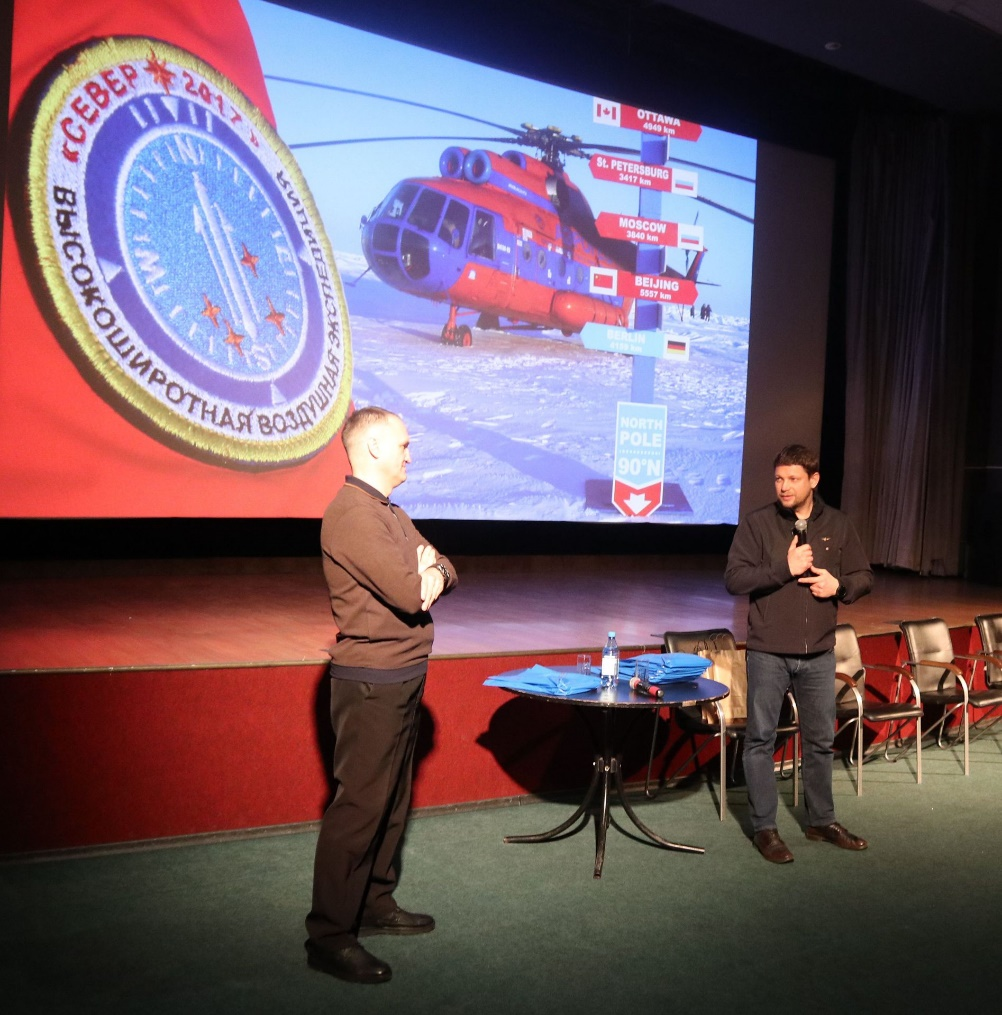 «СЕВЕР 2017»
ВЫСОКОШИРОТНАЯ ВОЗДУШНАЯ ЭКСПЕДИЦИЯ
N
W
S
OTTAWA
4949 km
St. PETERSBURG
3417 km
MOSCOW
3840 km
BEIJING
5557 km
BERLIN
NORTH
POLE
90°N